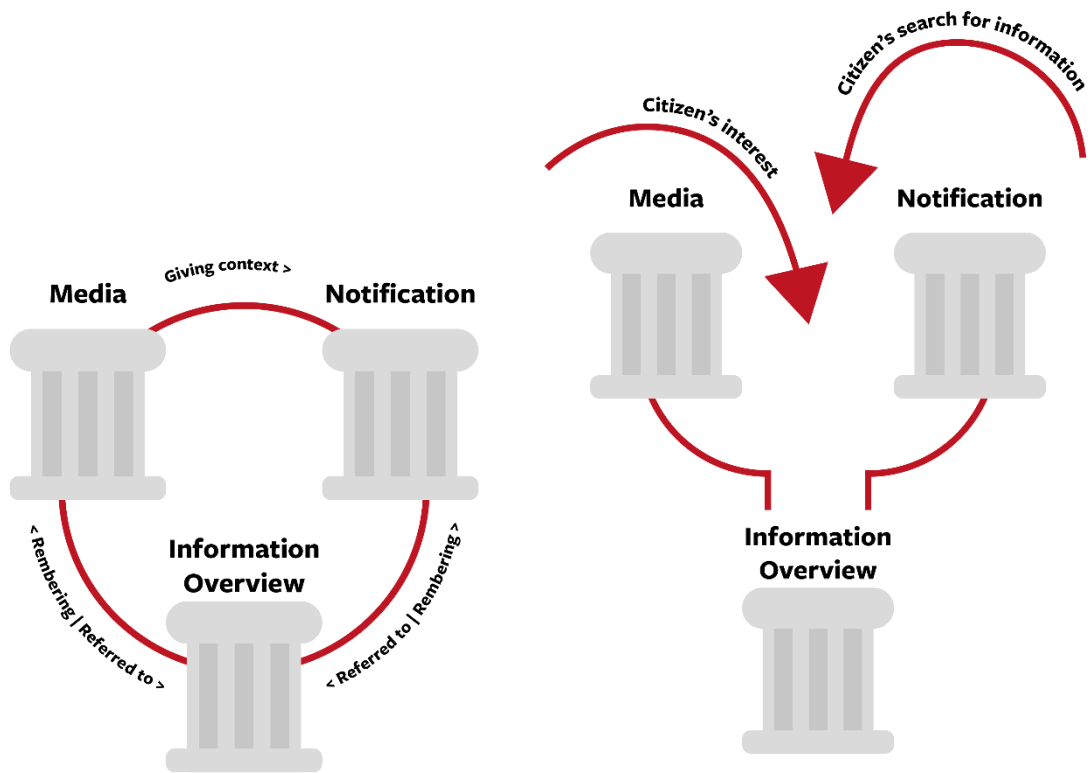 Giving context >
Media
Notification
< Rembering | Referred to >
< Referred to | Rembering >
Information
Overview
Citizen's interest
Citizen's search for information
Media
Notification
Information
Overview